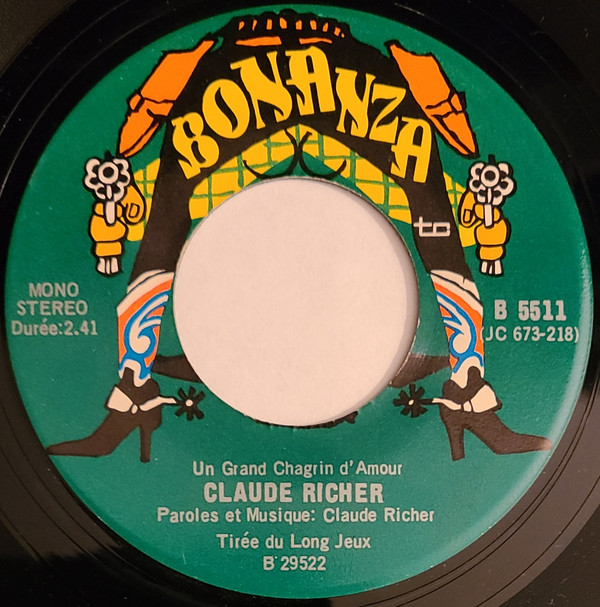 BONANZA
tc
MONO
STEREO
Durée:2.41
B 5511
(JC 673-218)
Un Grand Chagrin d'Amour
CLAUDE RICHER
Paroles et Musique: Claude Richer
Tirée du Long Jeux
B 29522